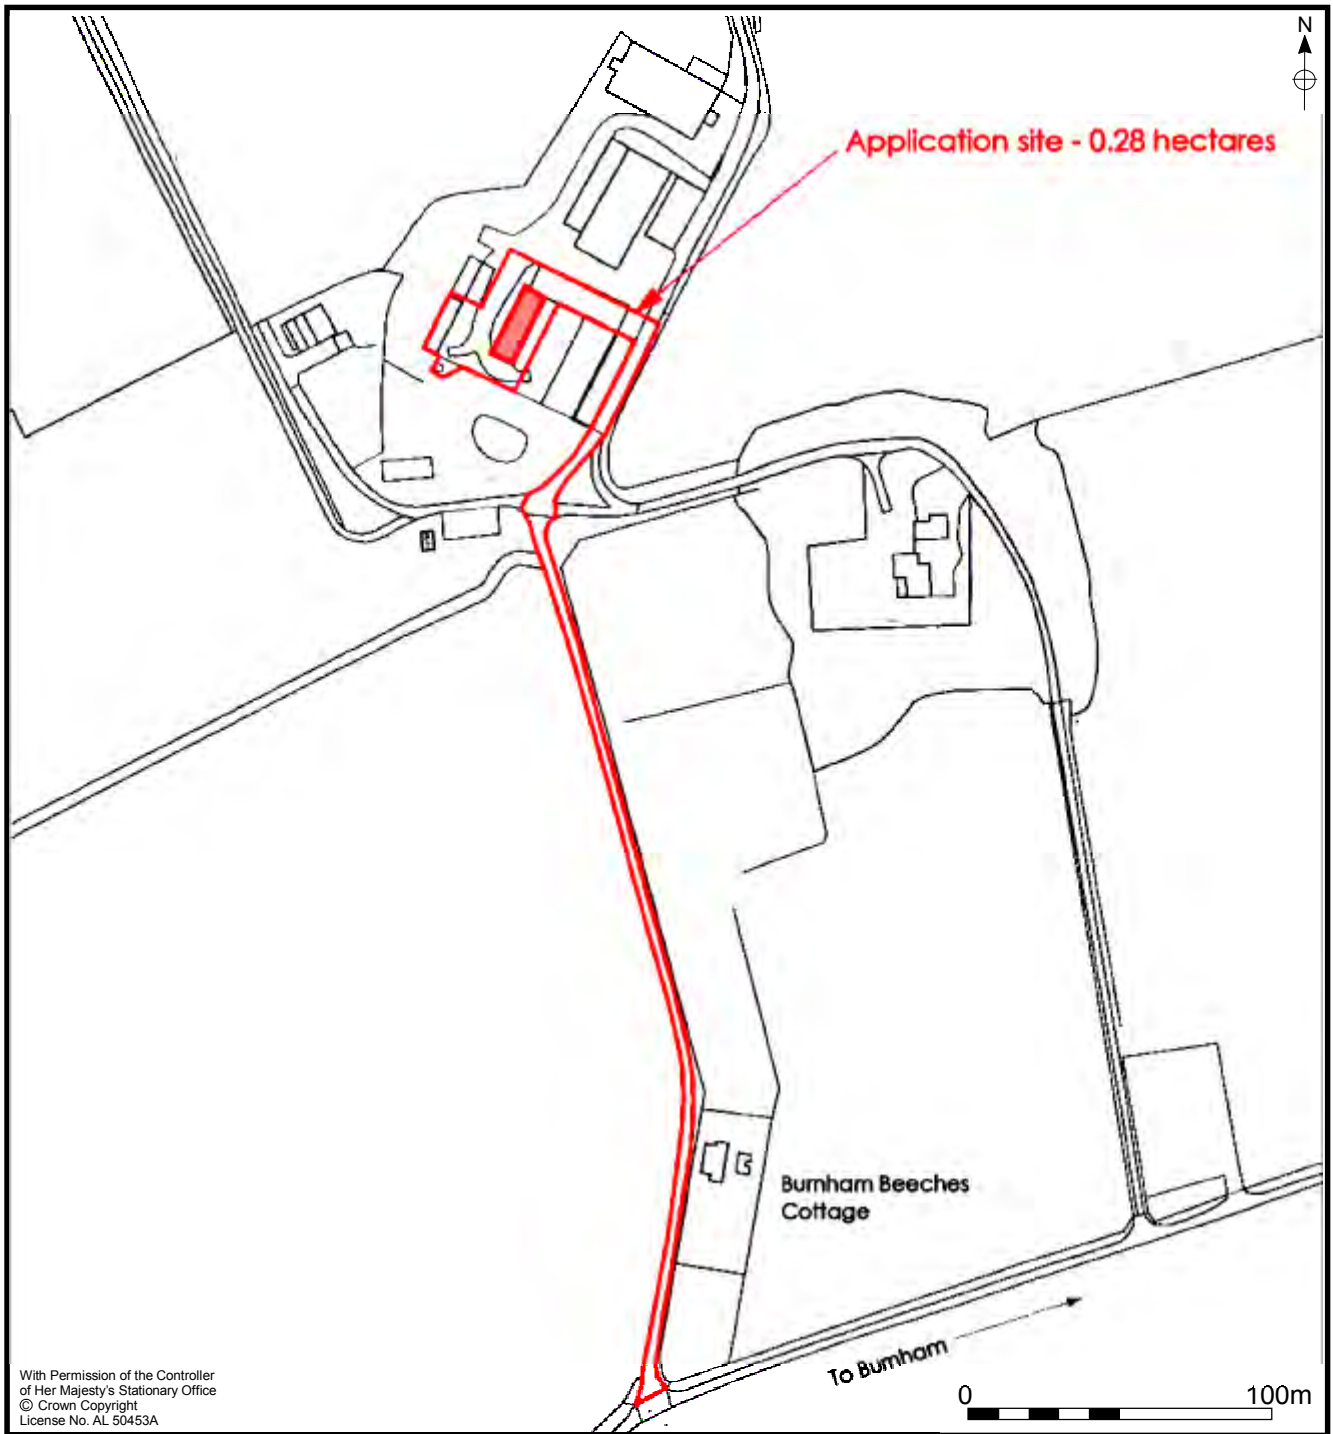 N
Application site - 0.28 hectares
Burnham Beeches
Cottage
To Burnham
With Permission of the Controller
of Her Majesty's Stationary Office
© Crown Copyright
License No. AL 50453A
0 100m